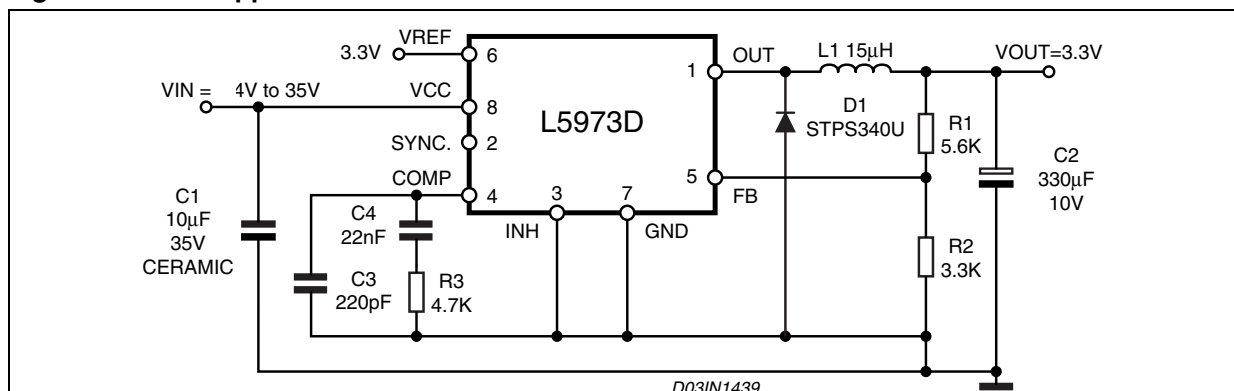 VREF
3.3V
6
OUT
1
L1 15µH
VOUT=3.3V
VIN = 4V to 35V
VCC
8
L5973D
D1
STPS340U
R1
5.6K
SYNC.
2
C2
330µF
10V
COMP
4
5
FB
C1
10µF
35V
CERAMIC
C4
22nF
3
7
INH
GND
R2
3.3K
C3
220pF
R3
4.7K
D03IN1439